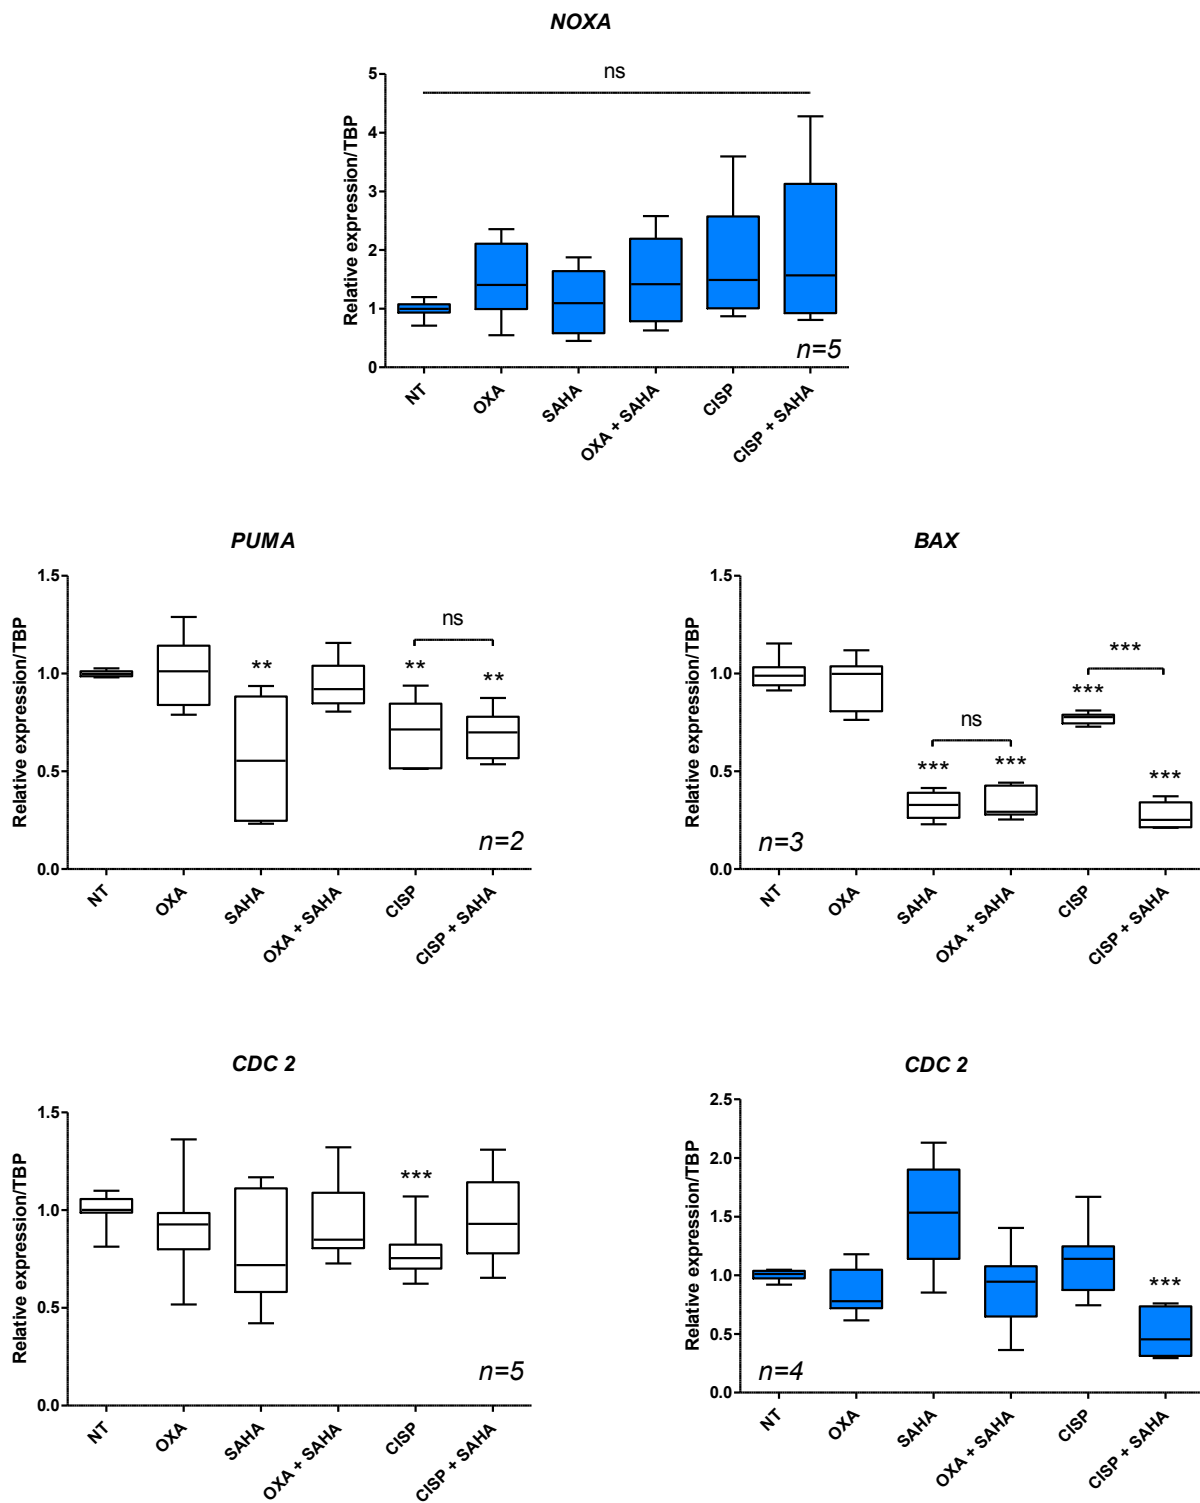 NOXA
ns
5
4
3
2
1
0
Relative expression/TBP
n=5
NT
OXA
SAHA
OXA + SAHA
CISP
CISP + SAHA
PUMA
1.5
1.0
0.5
0.0
Relative expression/TBP
**
**
ns
**
n=2
NT
OXA
SAHA
OXA + SAHA
CISP
CISP + SAHA
BAX
1.5
1.0
0.5
0.0
Relative expression/TBP
***
ns
***
***
***
***
n=3
NT
OXA
SAHA
OXA + SAHA
CISP
CISP + SAHA
CDC 2
1.5
1.0
0.5
0.0
Relative expression/TBP
***
n=5
NT
OXA
SAHA
OXA + SAHA
CISP
CISP + SAHA
CDC 2
2.5
2.0
1.5
1.0
0.5
0.0
Relative expression/TBP
***
n=4
NT
OXA
SAHA
OXA + SAHA
CISP
CISP + SAHA